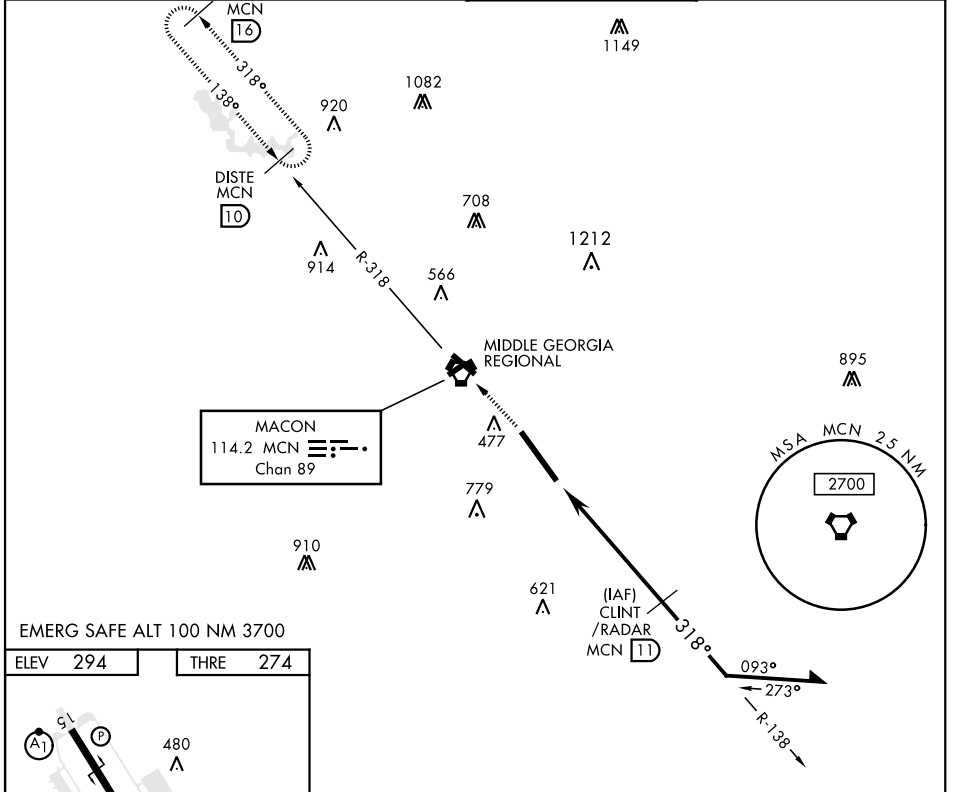 MCN
16
1149
318°
138°
1082
920
DISTE
MCN
10
708
1212
914
R-318
566
MIDDLE GEORGIA
REGIONAL
895
MACON
114.2 MCN
Chan 89
477
MSA MCN 25 NM
2700
779
910
621
(IAF)
CLINT
/RADAR
MCN 11
318°
093°
273°
R-138
EMERG SAFE ALT 100 NM 3700
ELEV 294
THRE 274
15
A1
P
480